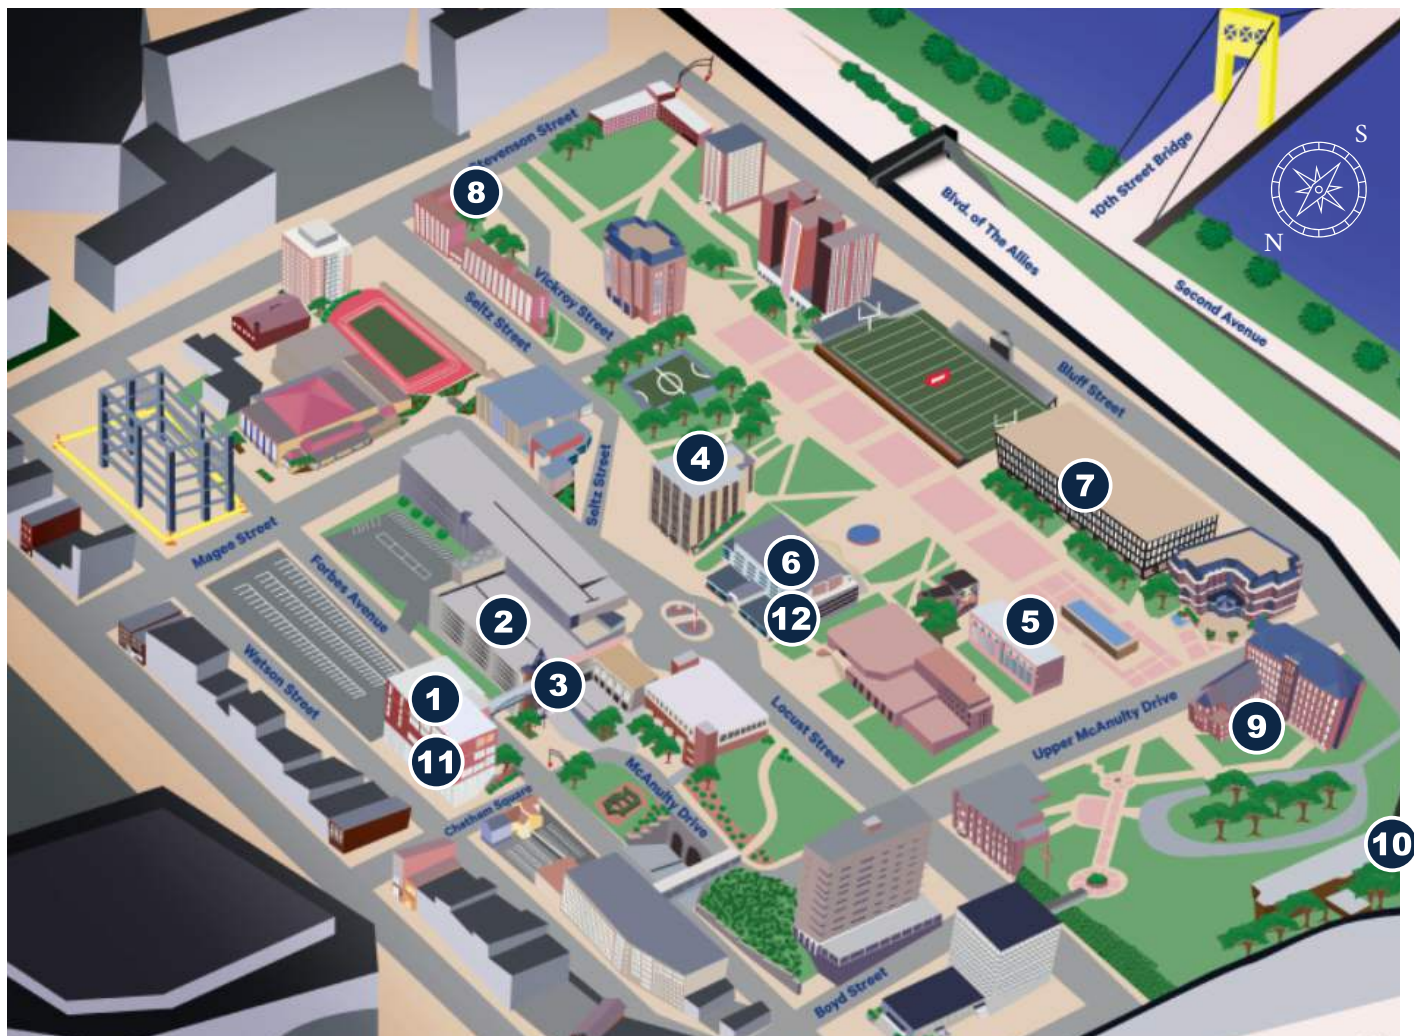 Stevenson Street
10th Street Bridge
S
8
Blvd. of The Allies
N
Vickroy Street
Seitz Street
Second Avenue
Bluff Street
4
Seitz Street
7
Magee Street
Forbes Avenue
6
2
12
5
Watson Street
1
3
Locust Street
Upper McAnulty Drive
9
11
McAnulty Drive
Chatham Square
10
Boyd Street